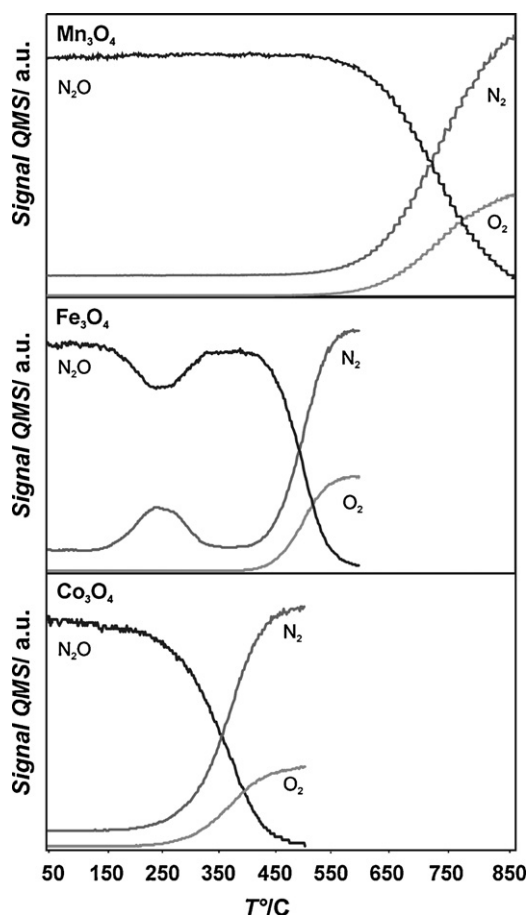 Mn₃O₄
N₂O
N₂
O₂
Signal QMS/ a.u.
Fe₃O₄
N₂O
N₂
O₂
Signal QMS/ a.u.
Co₃O₄
N₂O
N₂
O₂
Signal QMS/ a.u.
50 150 250 350 450 550 650 750 850
T°/C